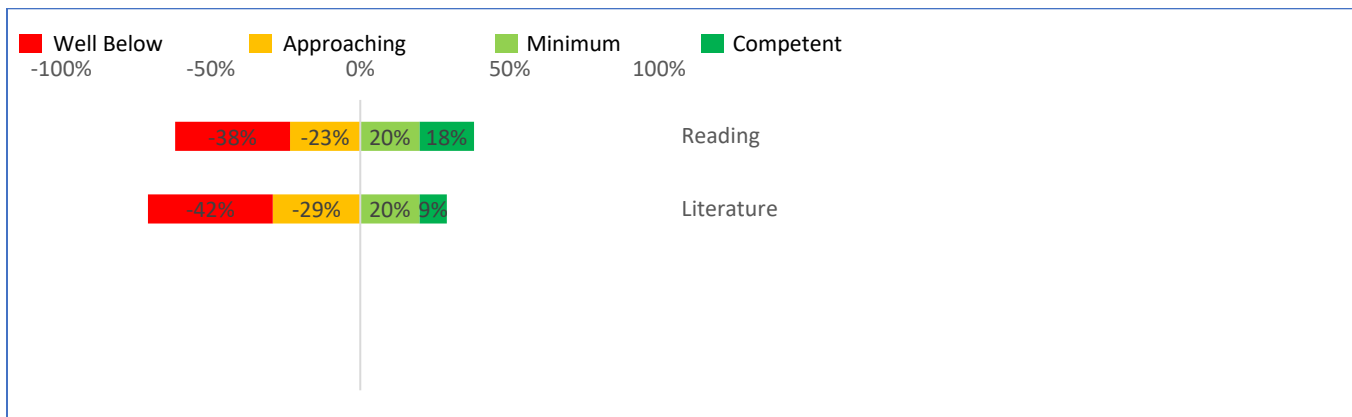 Well Below Approaching Minimum Competent
-100% -50% 0% 50% 100%
-38% -23% 20% 18% Reading
-42% -29% 20% 9% Literature